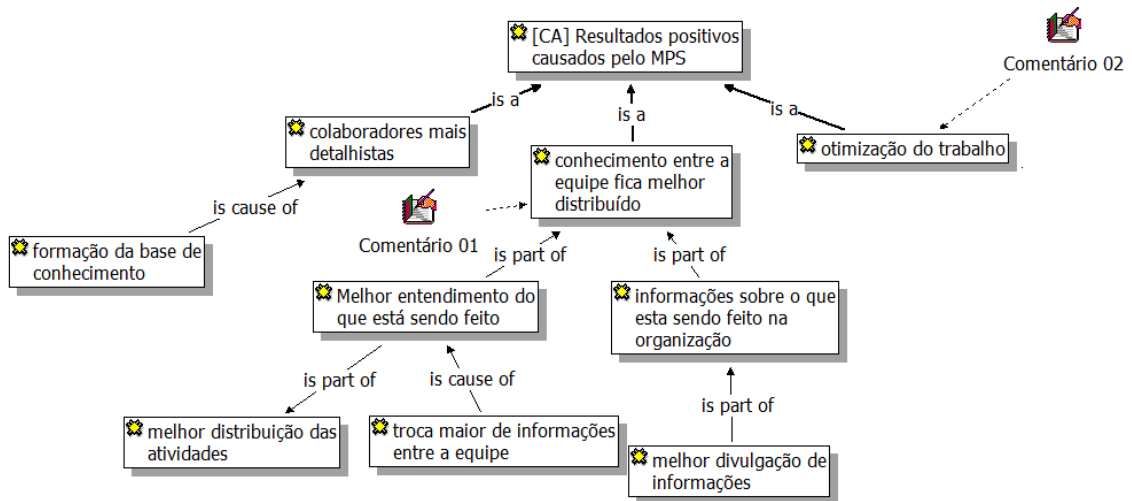 [CA] Resultados positivos
causados pelo MPS
Comentário 02
is a
is a
is a
colaboradores mais
detalhistas
otimização do trabalho
conhecimento entre a
equipe fica melhor
distribuído
is cause of
Comentário 01
formação da base de
conhecimento
is part of
is part of
Melhor entendimento do
que está sendo feito
informações sobre o que
esta sendo feito na
organização
is part of
is cause of
is part of
melhor distribuição das
atividades
troca maior de informações
entre a equipe
melhor divulgação de
informações